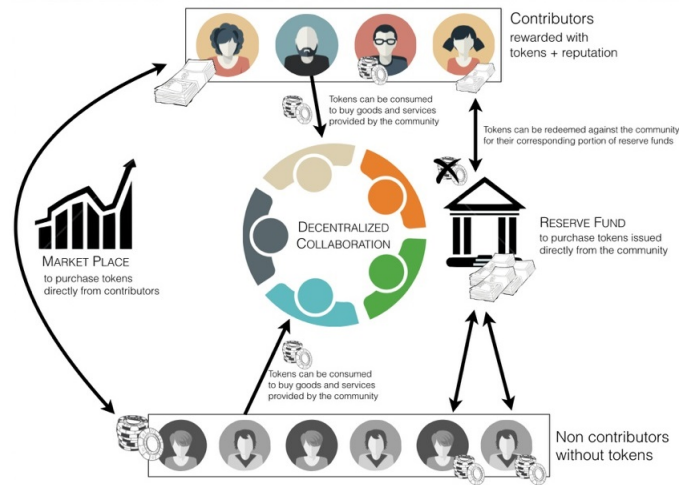 Contributors
rewarded with
tokens + reputation
Tokens can be consumed
to buy goods and services
provided by the community
Tokens can be redeemed against the community
for their corresponding portion of reserve funds
DECENTRALIZED
COLLABORATION
RESERVE FUND
to purchase tokens issued
directly from the community
MARKET PLACE
to purchase tokens
directly from contributors
Tokens can be consumed
to buy goods and services
provided by the community
Non contributors
without tokens